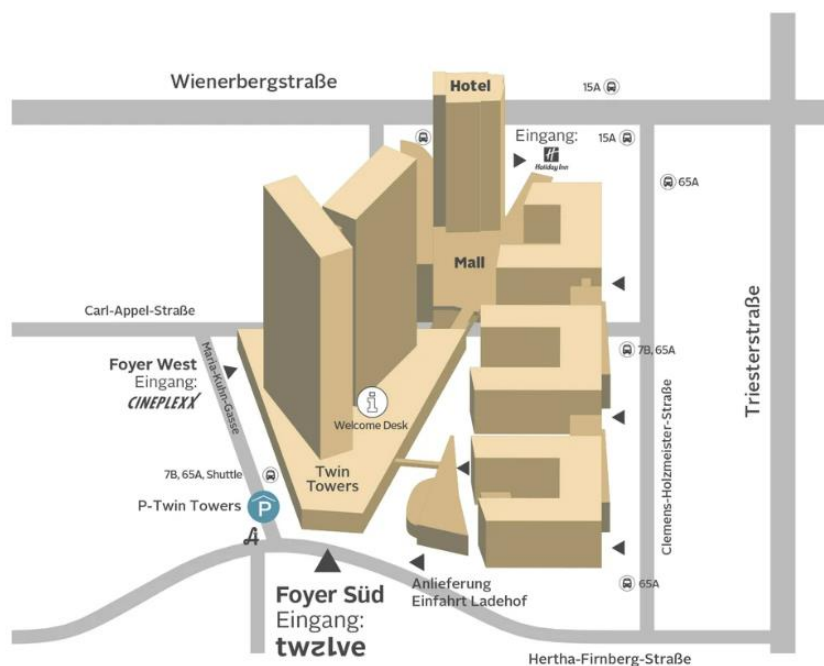 Wienerbergstraße
Hotel
15A
Eingang:
Holiday Inn
15A
65A
Mall
Triesterstraße
Carl-Appel-Straße
Maria-Kuhn-Gasse
Foyer West
Eingang:
CINEPLEXX
7B, 65A
Clemens-Holzmeister-Straße
i
Welcome Desk
Twin
Towers
7B, 65A, Shuttle
P-Twin Towers
P
Anlieferung
Einfahrt Ladehof
65A
Foyer Süd
Eingang:
twzlve
Hertha-Firnberg-Straße